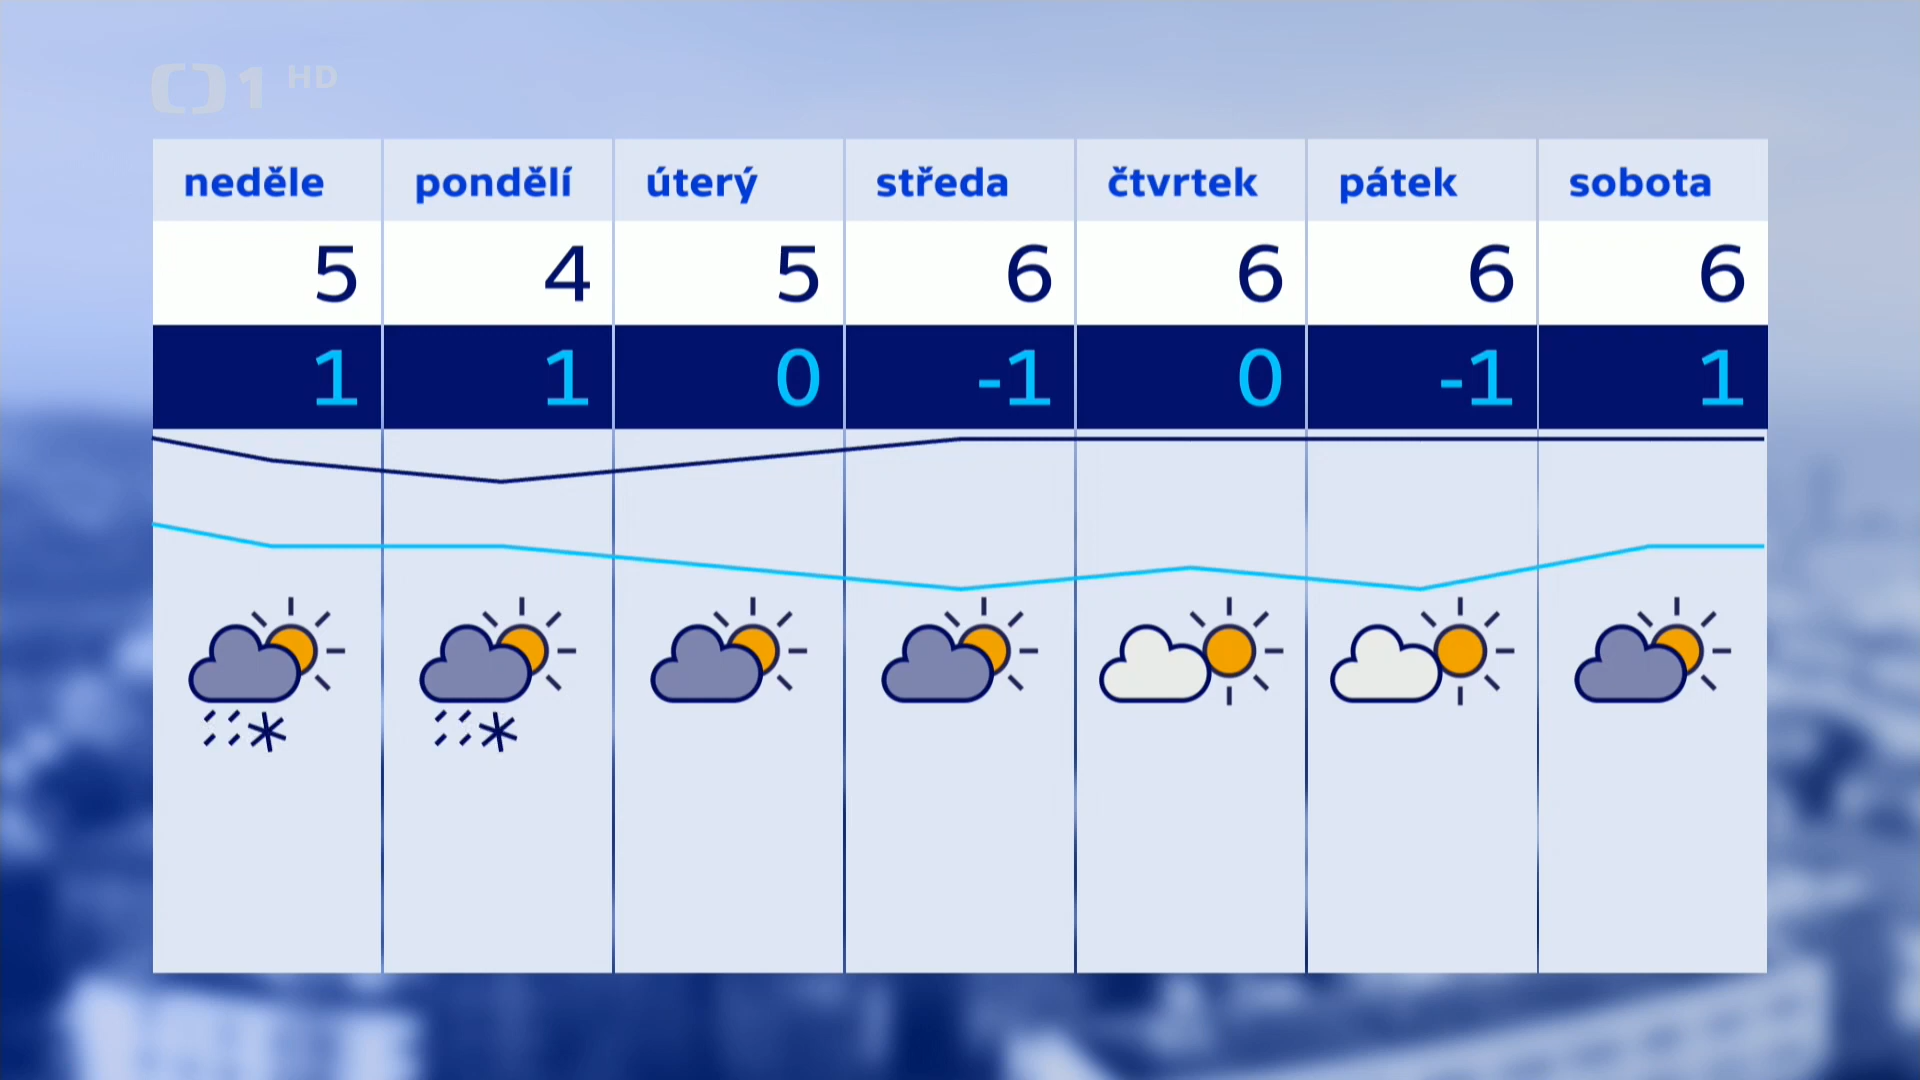 1 HD
neděle pondělí úterý středa čtvrtek pátek sobota
5 4 5 6 6 6 6
1 1 0 -1 0 -1 1